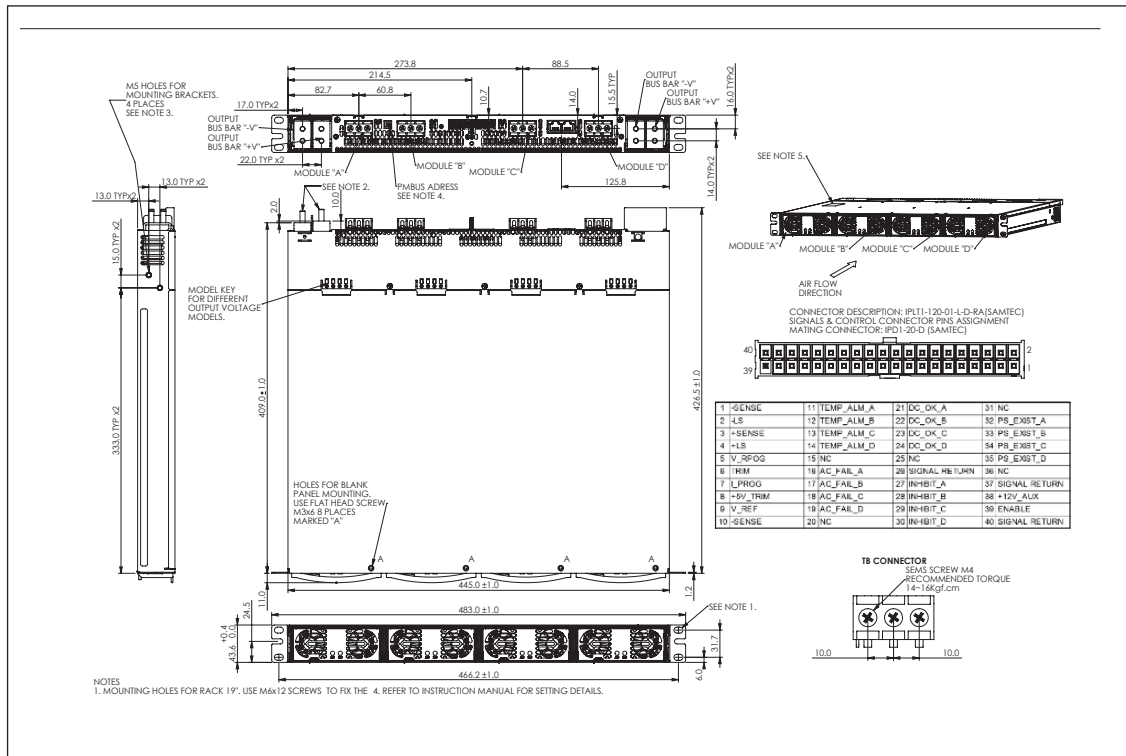 273.8
214.5
88.5
82.7
60.8
10.7
14.0
15.5 TYP
16.0 TYPx2
17.0 TYPx2
M5 HOLES FOR
MOUNTING BRACKETS.
4 PLACES
SEE NOTE 3.
OUTPUT
BUS BAR "-V"
OUTPUT
BUS BAR "+V"
OUTPUT
BUS BAR "-V"
OUTPUT
BUS BAR "+V"
22.0 TYP x2
14.0 TYPx2
MODULE "A"
MODULE "B"
MODULE "C"
MODULE "D"
125.8
PMBUS ADRESS
SEE NOTE 4.
SEE NOTE 2.
13.0 TYP x2
13.0 TYPx2
15.0 TYP x2
333.0 TYP x2
2.0
10.0
MODEL KEY
FOR DIFFERENT
OUTPUT VOLTAGE
MODELS.
409.0±1.0
426.5 ±1.0
HOLES FOR BLANK
PANEL MOUNTING.
USE FLAT HEAD SCREW
M3x6 8 PLACES
MARKED "A"
A
A
A
A
11.0
445.0 ±1.0
1.2
483.0 ±1.0
SEE NOTE 1.
24.5
+0.4
0.0
43.6
31.7
6.0
466.2 ±1.0
SEE NOTE 5.
MODULE "A"
MODULE "B"
MODULE "C"
MODULE "D"
AIR FLOW
DIRECTION
CONNECTOR DESCRIPTION: IPLT1-120-01-L-D-RA(SAMTEC)
SIGNALS & CONTROL CONNECTOR PINS ASSIGNMENT
MATING CONNECTOR: IPD1-20-D (SAMTEC)
40
2
39
1
1 -SENSE 11 TEMP_ALM_A 21 DC_OK_A 31 NC
2 -LS 12 TEMP_ALM_B 22 DC_OK_B 32 PS_EXIST_A
3 +SENSE 13 TEMP_ALM_C 23 DC_OK_C 33 PS_EXIST_B
4 +LS 14 TEMP_ALM_D 24 DC_OK_D 34 PS_EXIST_C
5 V_RPOG 15 NC 25 NC 35 PS_EXIST_D
6 TRIM 16 AC_FAIL_A 26 SIGNAL RETURN 36 NC
7 I_PROG 17 AC_FAIL_B 27 INHIBIT_A 37 SIGNAL RETURN
8 +5V_TRIM 18 AC_FAIL_C 28 INHIBIT_B 38 +12V_AUX
9 V_REF 19 AC_FAIL_D 29 INHIBIT_C 39 ENABLE
10 -SENSE 20 NC 30 INHIBIT_D 40 SIGNAL RETURN
TB CONNECTOR
SEMS SCREW M4
RECOMMENDED TORQUE
14~16Kgf.cm
10.0
10.0
NOTES
1. MOUNTING HOLES FOR RACK 19". USE M6x12 SCREWS TO FIX THE 4. REFER TO INSTRUCTION MANUAL FOR SETTING DETAILS.